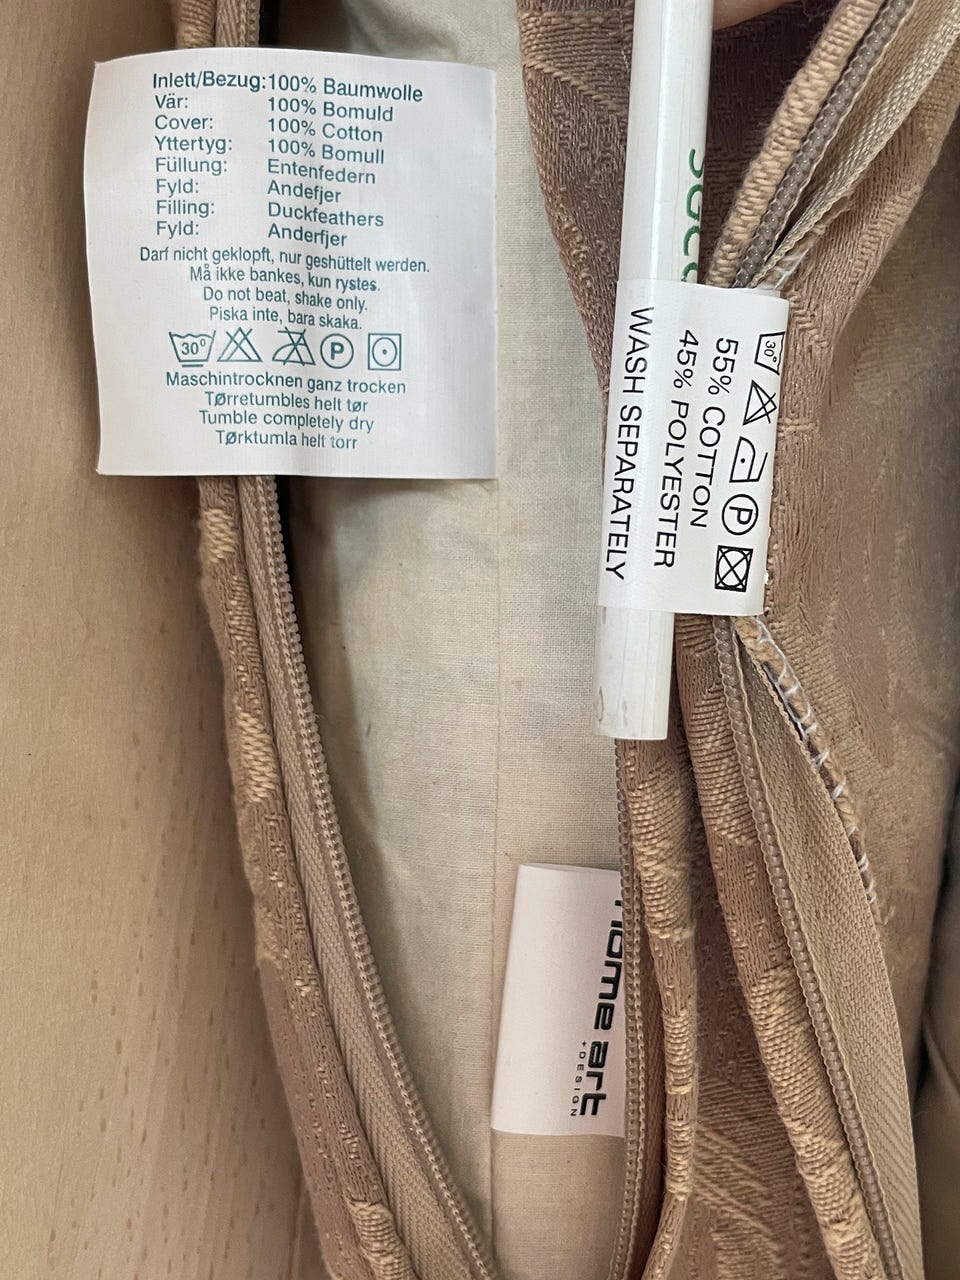 Inlett/Bezug: 100% Baumwolle
Vår: 100% Bomuld
Cover: 100% Cotton
Yttertyg: 100% Bomull
Füllung: Entenfedern
Fyld: Andefjer
Filling: Duckfeathers
Fyld: Anderfjer
Darf nicht geklopft, nur geshüttelt werden.
Må ikke bankes, kun rystes.
Do not beat, shake only.
Piska inte, bara skaka.
30° P
Maschintrocknen ganz trocken
Tørretumbles helt tør
Tumble completely dry
Tørktumla helt torr
30° P
55% COTTON
45% POLYESTER
WASH SEPARATELY
home art
+DESIGN